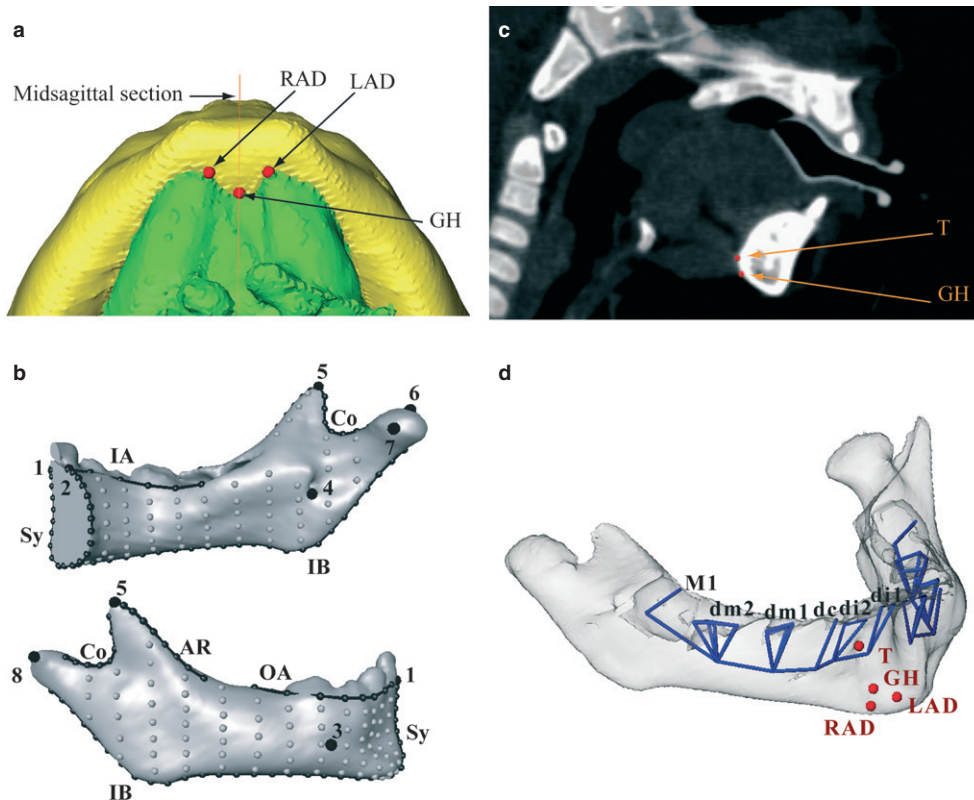 a
RAD
LAD
Midsagittal section
GH
c
T
GH
b
5
6
Co
7
IA
1
2
4
Sy
IB
5
Co
AR
8
OA
1
3
Sy
IB
d
M1
dm2
dm1
dc
di2
di1
T
GH
LAD
RAD